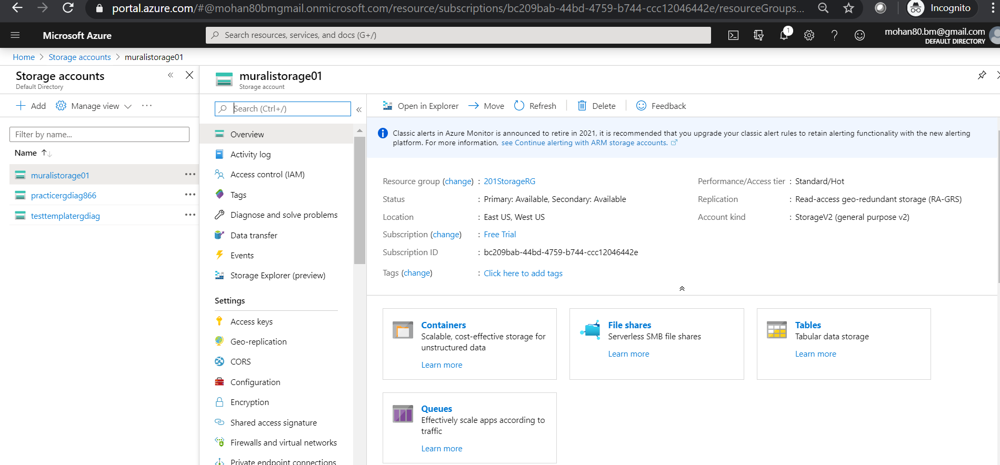 portal.azure.com/#@mohan80bmgmail.onmicrosoft.com/resource/subscriptions/bc209bab-44bd-4759-b744-ccc12046442e/resourceGroups...
Incognito
Microsoft Azure
Search resources, services, and docs (G+/)
1
mohan80.bm@gmail.com
DEFAULT DIRECTORY
Home > Storage accounts > muralistorage01
Storage accounts
Default Directory
Add
Manage view
Filter by name...
Name
muralistorage01
practicergdiag866
testtemplatergdiag
muralistorage01
Storage account
Search (Ctrl+/)
Overview
Activity log
Access control (IAM)
Tags
Diagnose and solve problems
Data transfer
Events
Storage Explorer (preview)
Settings
Access keys
Geo-replication
CORS
Configuration
Encryption
Shared access signature
Firewalls and virtual networks
Private endpoint connections
Open in Explorer
Move
Refresh
Delete
Feedback
Classic alerts in Azure Monitor is announced to retire in 2021, it is recommended that you upgrade your classic alert rules to retain alerting functionality with the new alerting
platform. For more information, see Continue alerting with ARM storage accounts.
Resource group (change) : 201StorageRG
Status : Primary: Available, Secondary: Available
Location : East US, West US
Subscription (change) : Free Trial
Subscription ID : bc209bab-44bd-4759-b744-ccc12046442e
Tags (change) : Click here to add tags
Performance/Access tier : Standard/Hot
Replication : Read-access geo-redundant storage (RA-GRS)
Account kind : StorageV2 (general purpose v2)
Containers
Scalable, cost-effective storage for
unstructured data
Learn more
File shares
Serverless SMB file shares
Learn more
Tables
Tabular data storage
Learn more
Queues
Effectively scale apps according to
traffic
Learn more